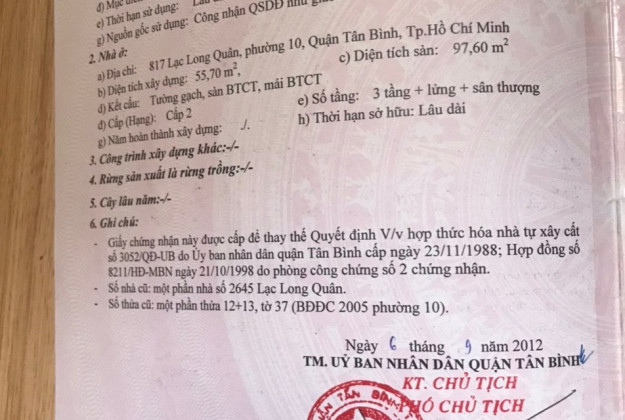 d) Mục
e) Thời hạn sử dụng:
g) Nguồn gốc sử dụng: Công nhận QSDĐ như
2. Nhà ở:
a) Địa chỉ: 817 Lạc Long Quân, phường 10, Quận Tân Bình, Tp.Hồ Chí Minh
b) Diện tích xây dựng: 55,70 m², c) Diện tích sàn: 97,60 m²
d) Kết cấu: Tường gạch, sàn BTCT, mái BTCT
đ) Cấp (Hạng): Cấp 2 e) Số tầng: 3 tầng + lửng + sân thượng
g) Năm hoàn thành xây dựng: ./. h) Thời hạn sở hữu: Lâu dài
3. Công trình xây dựng khác:-/-
4. Rừng sản xuất là rừng trồng:-/-
5. Cây lâu năm:-/-
6. Ghi chú:
- Giấy chứng nhận này được cấp để thay thế Quyết định V/v hợp thức hóa nhà tự xây cất
số 3052/QĐ-UB do Ủy ban nhân dân quận Tân Bình cấp ngày 23/11/1988; Hợp đồng số
8211/HĐ-MBN ngày 21/10/1998 do phòng công chứng số 2 chứng nhận.
- Số nhà cũ: một phần nhà số 2645 Lạc Long Quân.
- Số thửa cũ: một phần thửa 12+13, tờ 37 (BĐĐC 2005 phường 10).
Ngày 6 tháng 9 năm 2012
TM. UỶ BAN NHÂN DÂN QUẬN TÂN BÌNH
KT. CHỦ TỊCH
PHÓ CHỦ TỊCH
TÂN BÌNH